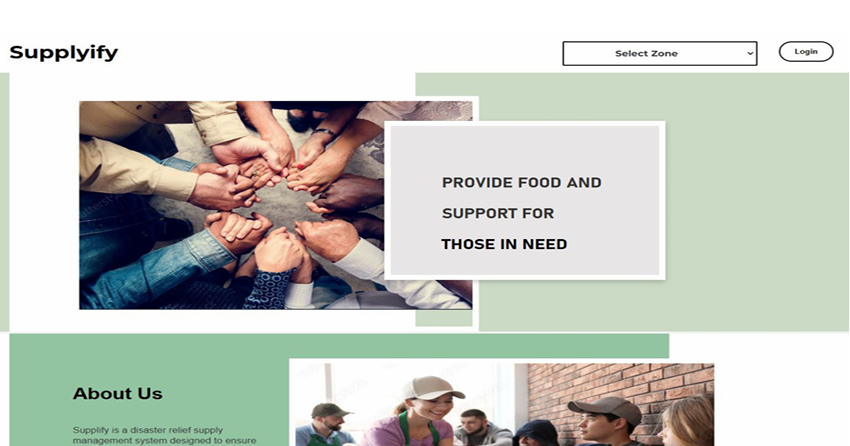 Supplyify
Select Zone
Login
PROVIDE FOOD AND
SUPPORT FOR
THOSE IN NEED
About Us
Supplify is a disaster relief supply
management system designed to ensure